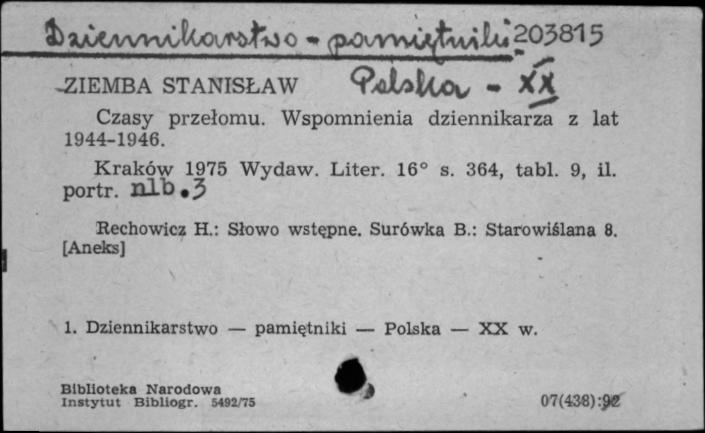 Dziennikarstwo - pamiętniki 203815
ZIEMBA STANISŁAW Polska - XX
Czasy przełomu. Wspomnienia dziennikarza z lat
1944-1946.
Kraków 1975 Wydaw. Liter. 16° s. 364, tabl. 9, il.
portr. nlb. 3
Rechowicz H.: Słowo wstępne. Surówka B.: Starowiślana 8.
[Aneks]
1. Dziennikarstwo — pamiętniki — Polska — XX w.
Biblioteka Narodowa
Instytut Bibliogr. 5492/75 07(438):92